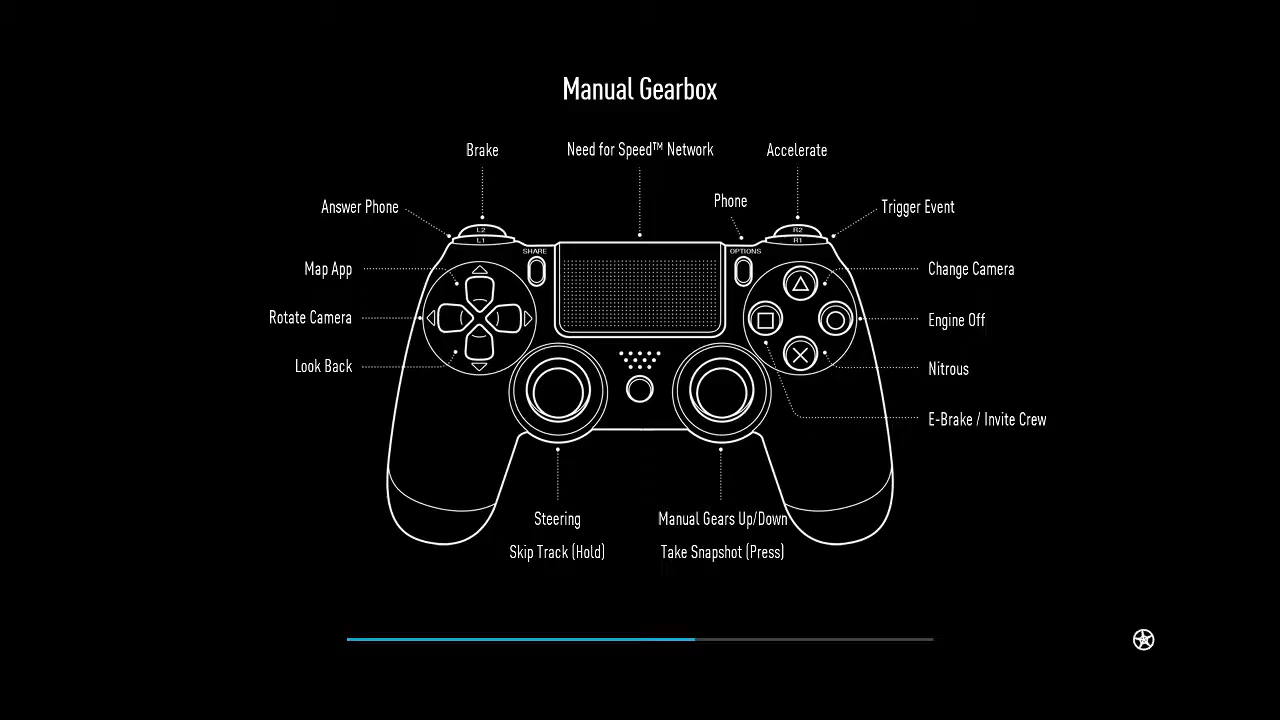 Manual Gearbox
Brake
Need for Speed™ Network
Accelerate
Phone
Answer Phone
Trigger Event
L2
R2
L1
R1
SHARE
OPTIONS
Map App
Change Camera
Rotate Camera
Engine Off
Look Back
Nitrous
E-Brake / Invite Crew
Steering
Manual Gears Up/Down
Skip Track (Hold)
Take Snapshot (Press)